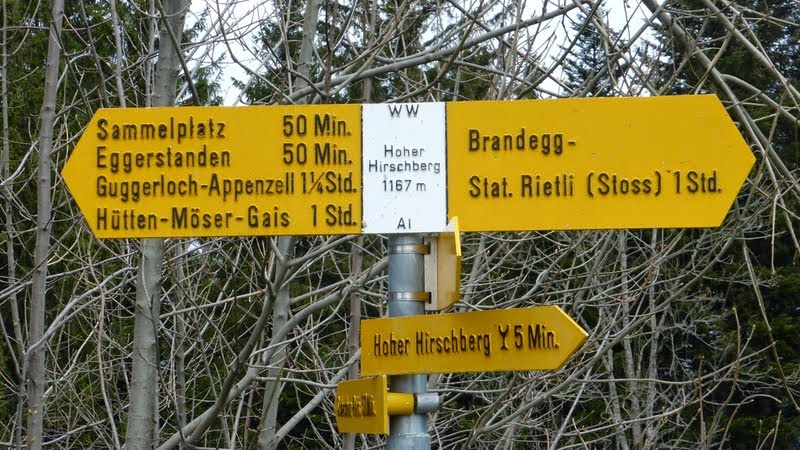 Sammelplatz 50 Min.
Eggerstanden 50 Min.
Guggerloch-Appenzell 1¼ Std.
Hütten-Möser-Gais 1 Std.
WW
Hoher
Hirschberg
1167 m
AI
Brandegg-
Stat. Rietli (Stoss) 1 Std.
Hoher Hirschberg 5 Min.